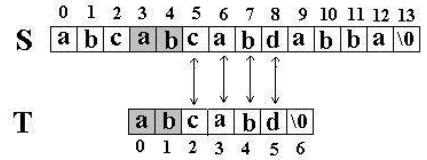 0 1 2 3 4 5 6 7 8 9 10 11 12 13
S a b c a b c a b d a b b a \0
T a b c a b d \0
0 1 2 3 4 5 6